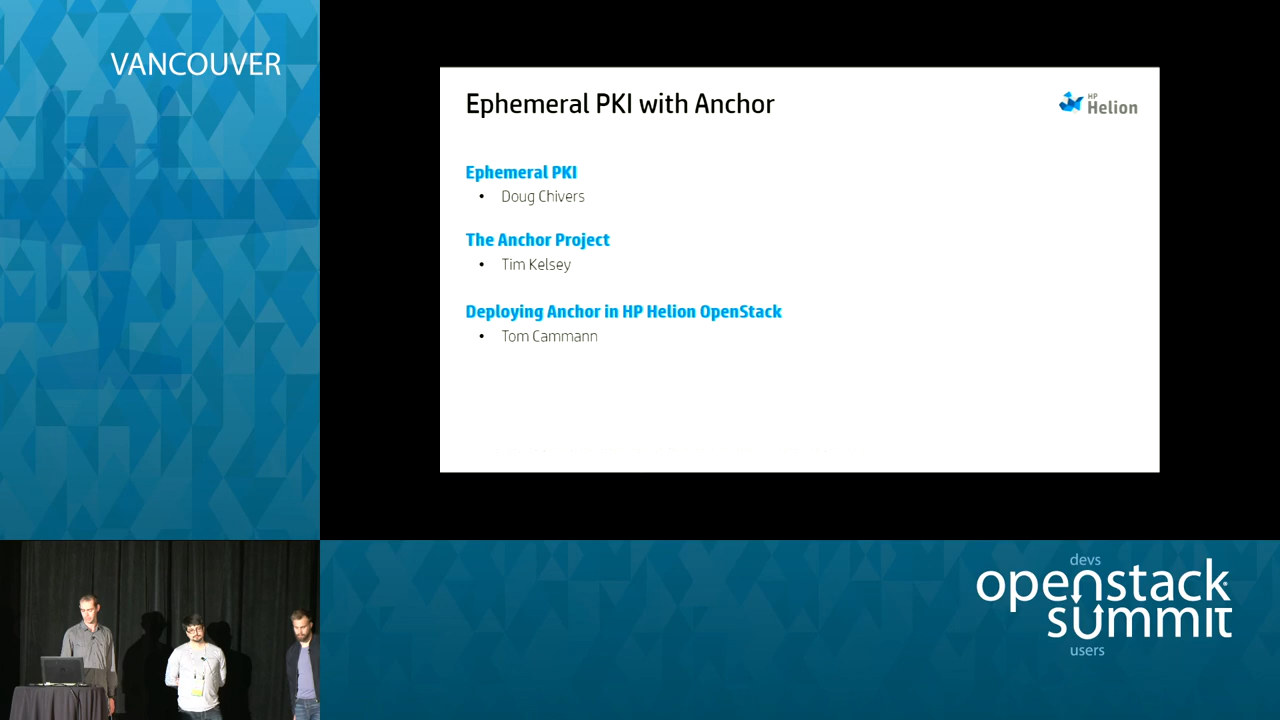 VANCOUVER
Ephemeral PKI with Anchor
HP
Helion
Ephemeral PKI
• Doug Chivers
The Anchor Project
• Tim Kelsey
Deploying Anchor in HP Helion OpenStack
• Tom Cammann
devs
openstack
summit
users